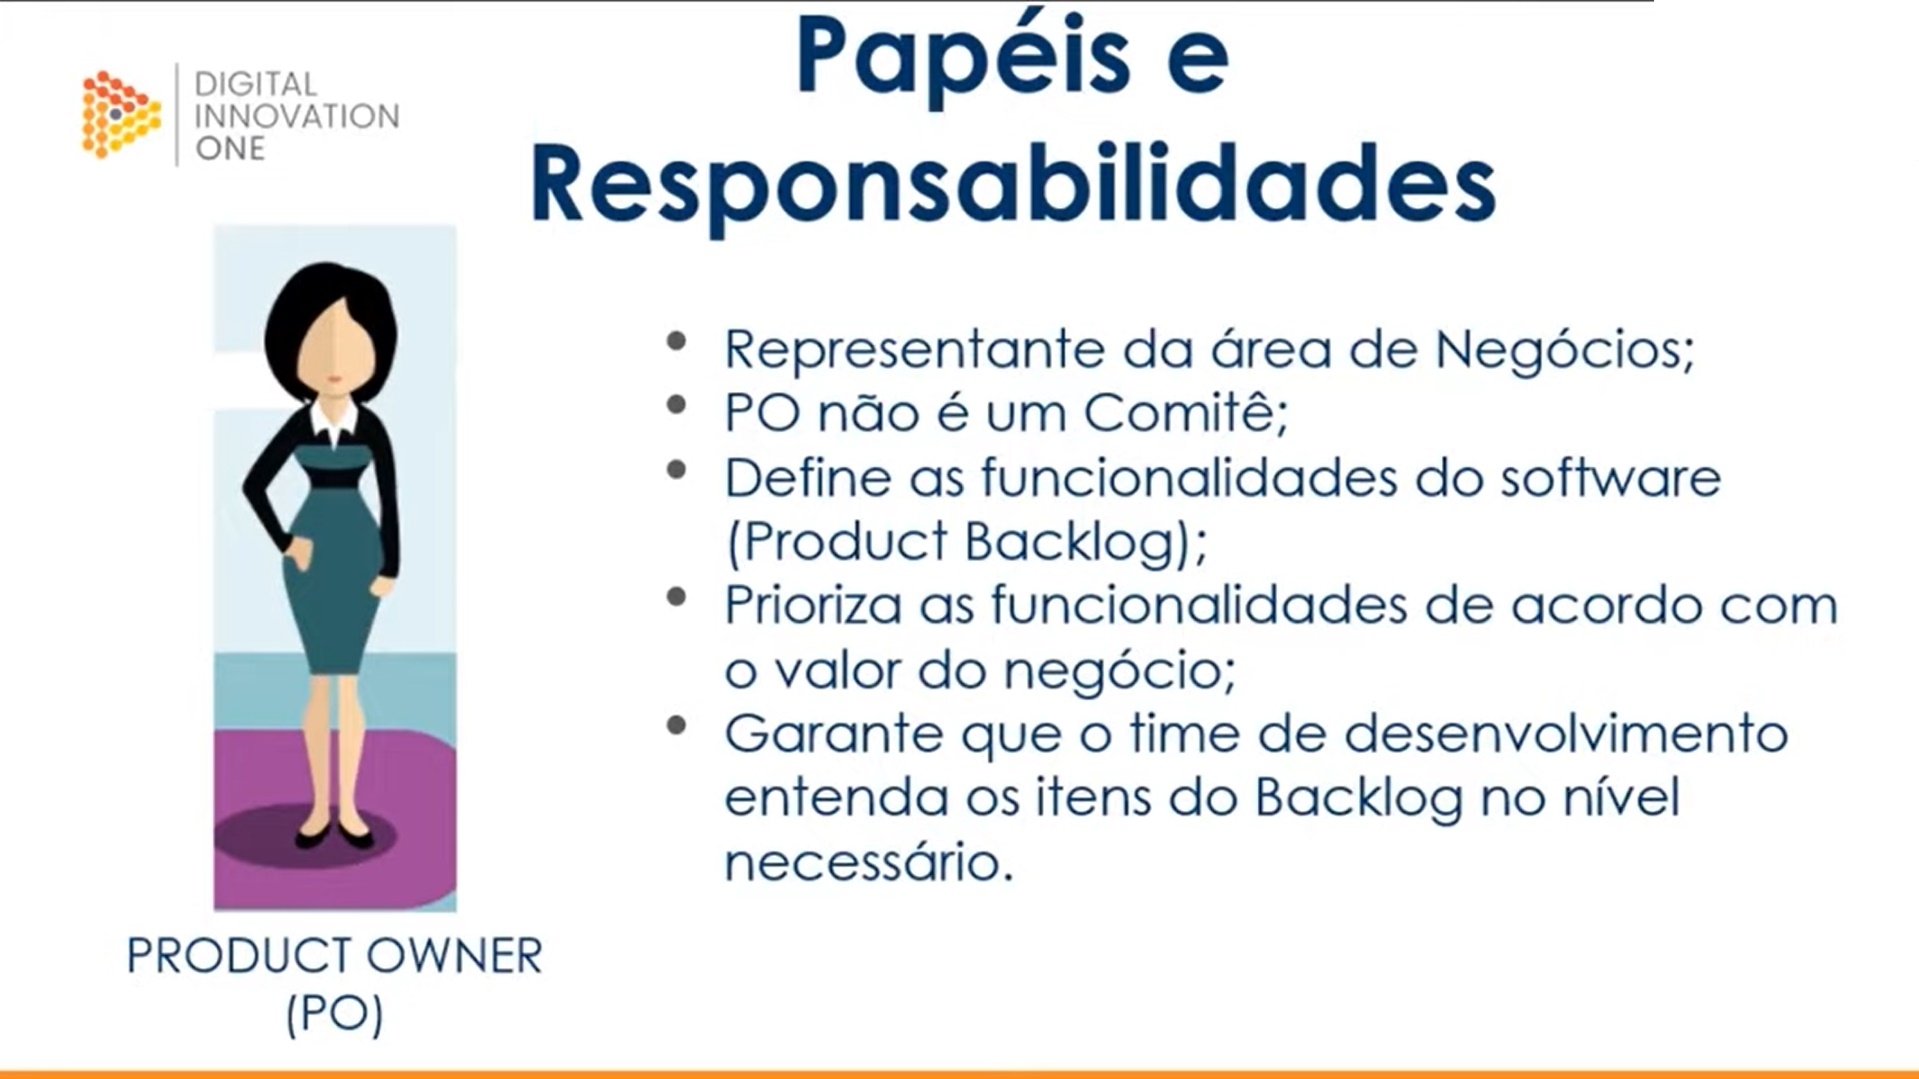 Papéis e
Responsabilidades
DIGITAL
INNOVATION
ONE
• Representante da área de Negócios;
• PO não é um Comitê;
• Define as funcionalidades do software
(Product Backlog);
• Prioriza as funcionalidades de acordo com
o valor do negócio;
• Garante que o time de desenvolvimento
entenda os itens do Backlog no nível
necessário.
PRODUCT OWNER
(PO)